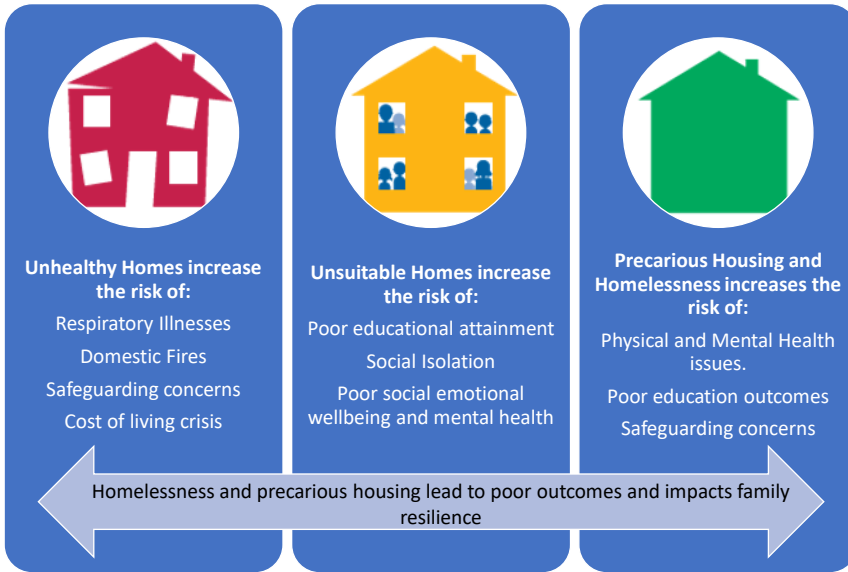 Unhealthy Homes increase
the risk of:
Respiratory Illnesses
Domestic Fires
Safeguarding concerns
Cost of living crisis
Unsuitable Homes increase
the risk of:
Poor educational attainment
Social Isolation
Poor social emotional
wellbeing and mental health
Precarious Housing and
Homelessness increases the
risk of:
Physical and Mental Health
issues.
Poor education outcomes
Safeguarding concerns
Homelessness and precarious housing lead to poor outcomes and impacts family
resilience